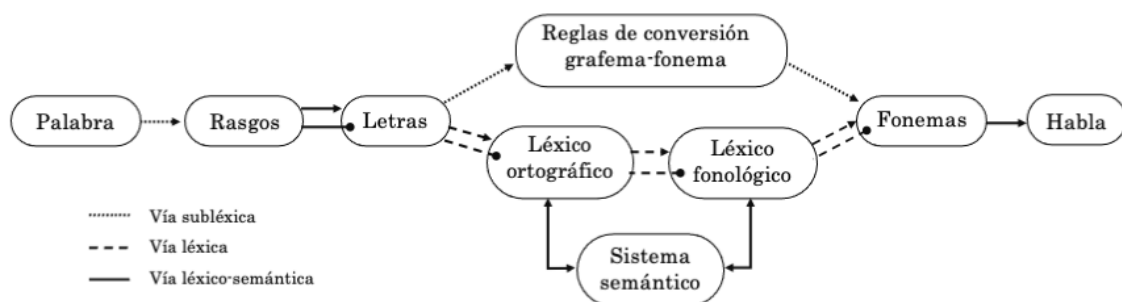 Reglas de conversión
grafema-fonema
Palabra
Rasgos
Letras
Fonemas
Habla
Léxico
ortográfico
Léxico
fonológico
Sistema
semántico
Vía subléxica
Vía léxica
Vía léxico-semántica